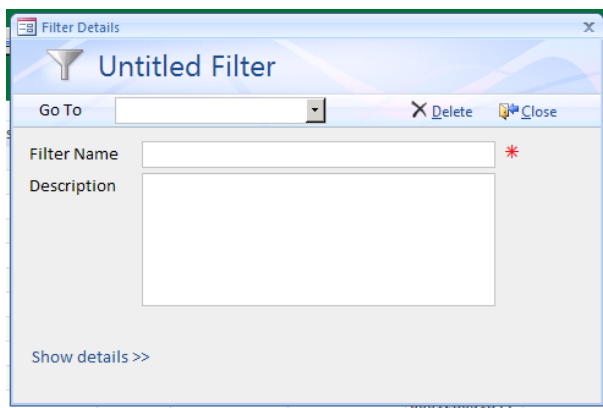 Filter Details
Untitled Filter
Go To Delete Close
Filter Name *
Description
Show details >>